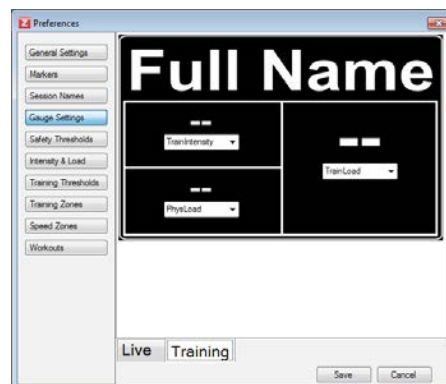 Z Preferences
General Settings
Markers
Session Names
Gauge Settings
Safety Thresholds
Intensity & Load
Training Thresholds
Training Zones
Speed Zones
Workouts
Full Name
--
TrainIntensity
--
TrainLoad
--
PhysLoad
Live Training
Save Cancel